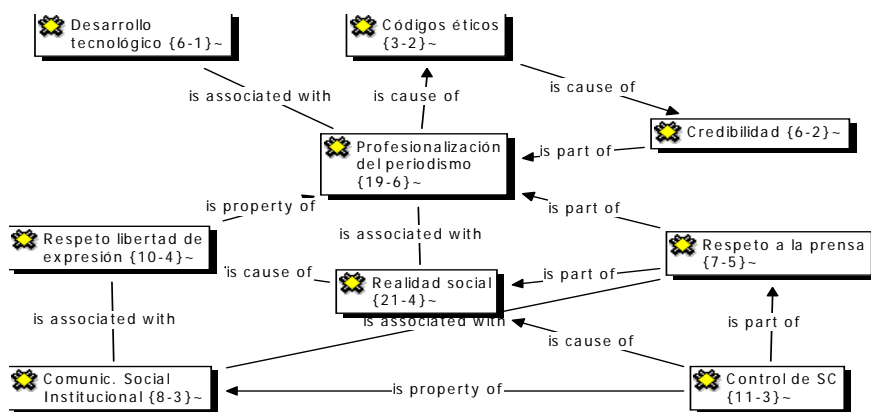 Desarrollo
tecnológico {6-1}~
Códigos éticos
{3-2}~
is associated with
is cause of
is cause of
Credibilidad {6-2}~
Profesionalización
del periodismo
{19-6}~
is part of
is property of
is part of
Respeto libertad de
expresión {10-4}~
is associated with
Respeto a la prensa
{7-5}~
is cause of
Realidad social
{21-4}~
is part of
is associated with
is associated with
is part of
is cause of
Comunic. Social
Institucional {8-3}~
is property of
Control de SC
{11-3}~